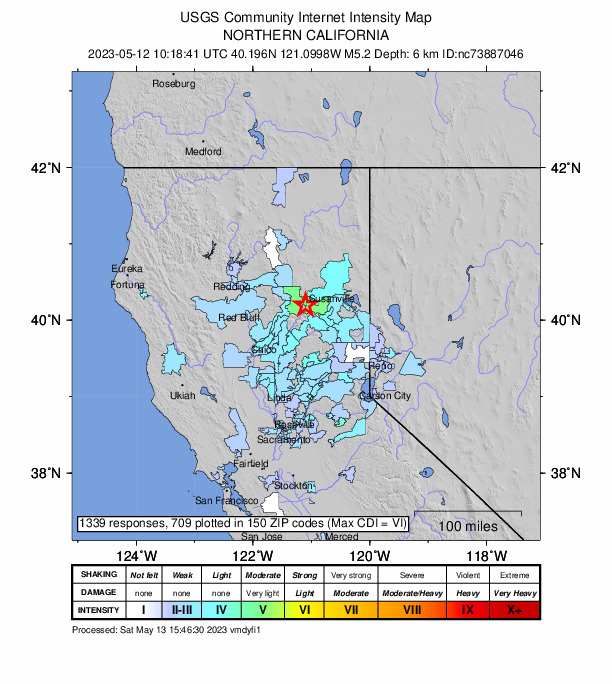 USGS Community Internet Intensity Map
NORTHERN CALIFORNIA
2023-05-12 10:18:41 UTC 40.196N 121.0998W M5.2 Depth: 6 km ID:nc73887046
Roseburg
Medford
42°N 42°N
Eureka
Fortuna
Redding
Susanville
40°N 40°N
Red Bluff
Chico
Reno
Ukiah
Linda
Carson City
Roseville
Sacramento
Fairfield
38°N 38°N
Stockton
San Francisco
1339 responses, 709 plotted in 150 ZIP codes (Max CDI = VI)
100 miles
San Jose Merced
124°W 122°W 120°W 118°W
SHAKING Not felt Weak Light Moderate Strong Very strong Severe Violent Extreme
DAMAGE none none none Very light Light Moderate Moderate/Heavy Heavy Very Heavy
INTENSITY I II-III IV V VI VII VIII IX X+
Processed: Sat May 13 15:46:30 2023 vmdyfi1